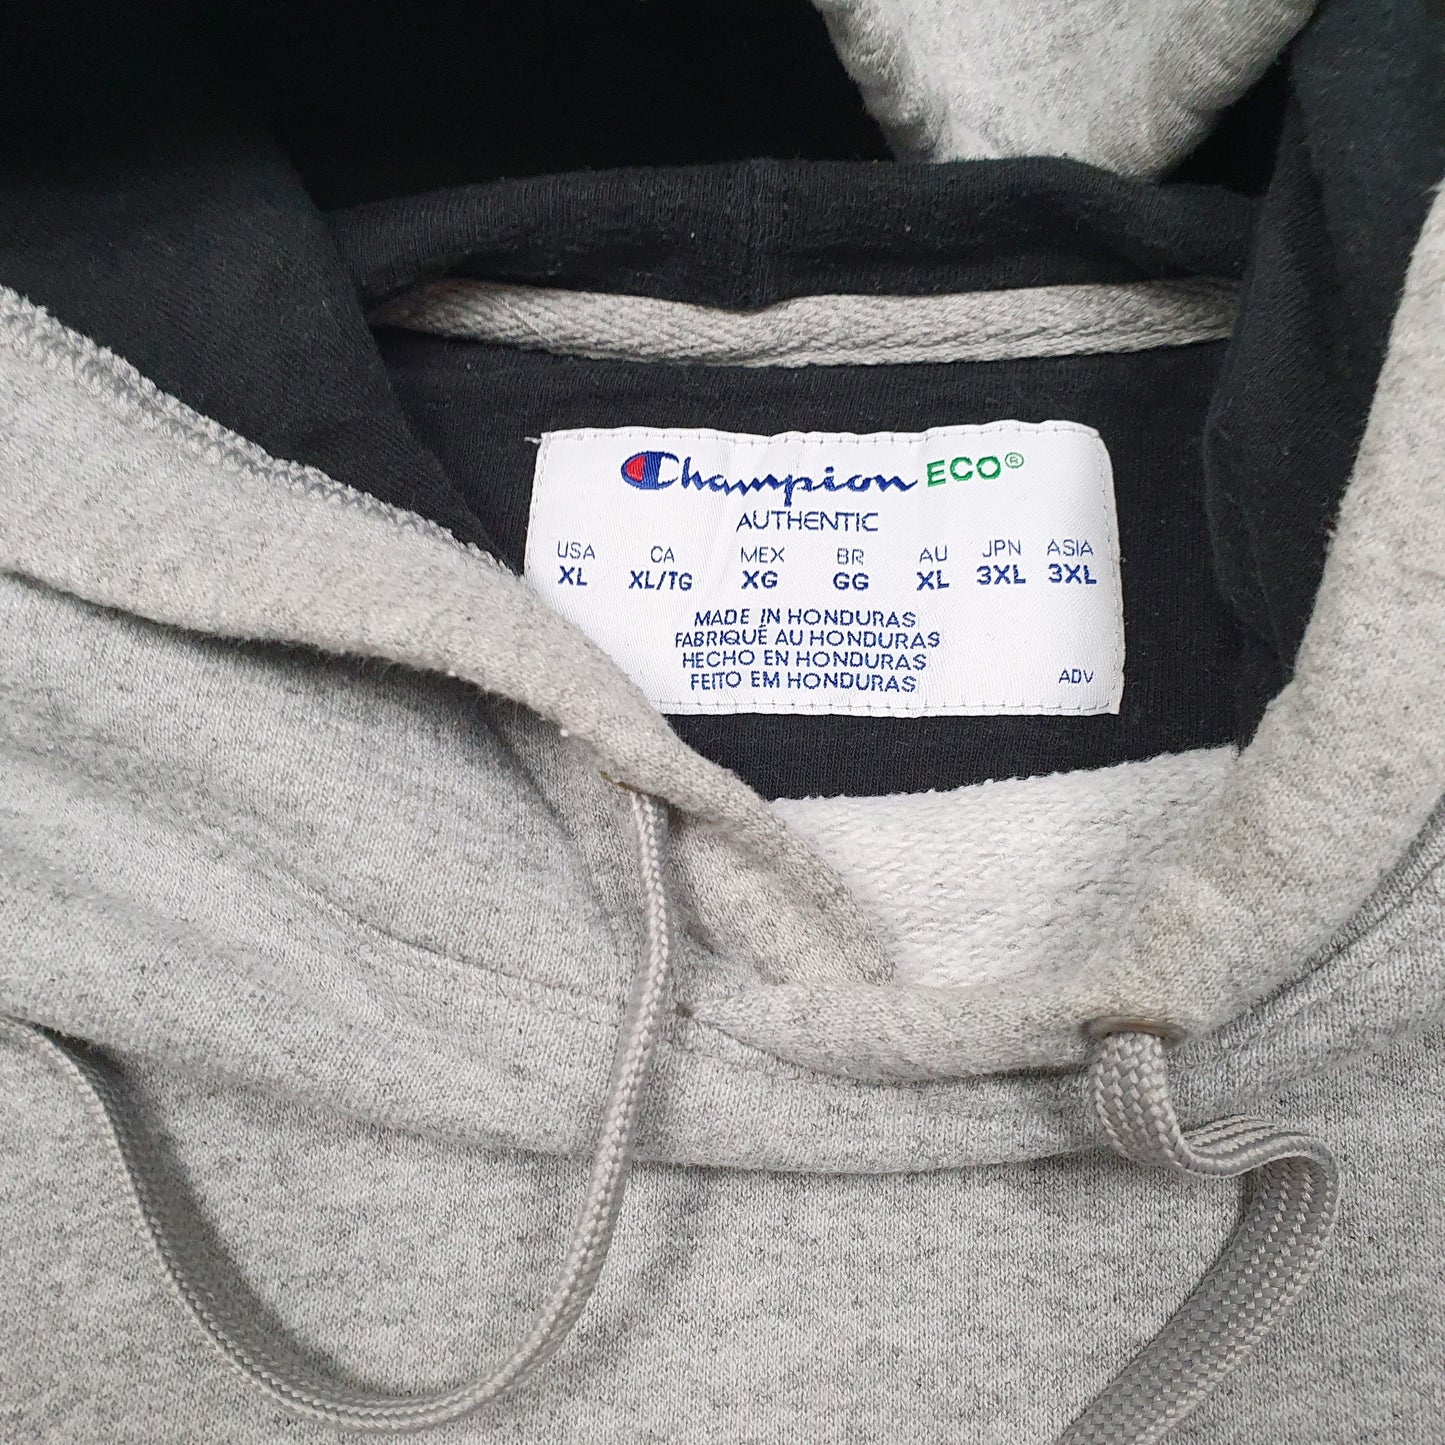 Champion ECO®
AUTHENTIC
USA CA MEX BR AU JPN ASIA
XL XL/TG XG GG XL 3XL 3XL
MADE IN HONDURAS
FABRIQUÉ AU HONDURAS
HECHO EN HONDURAS
FEITO EM HONDURAS ADV